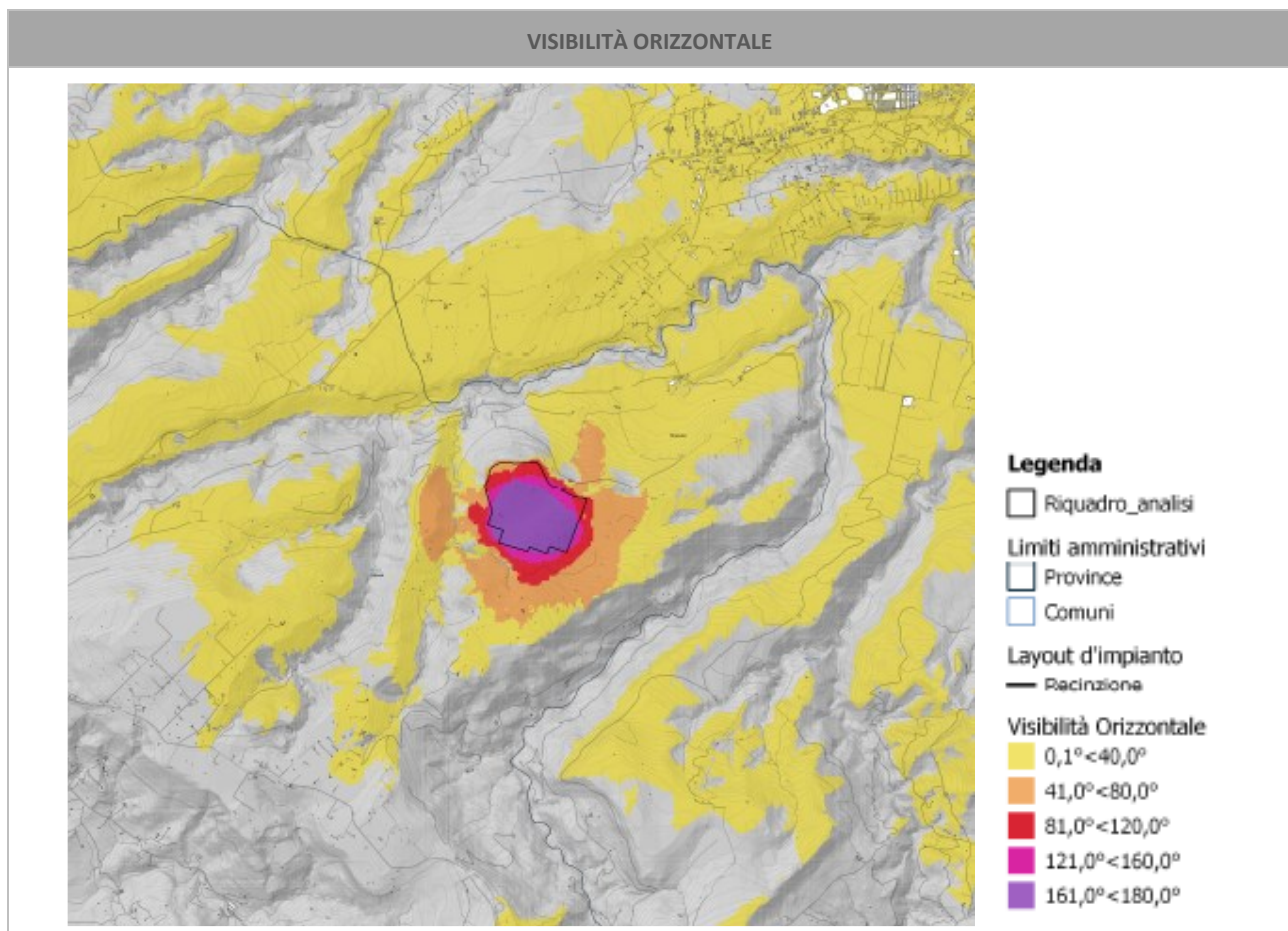 VISIBILITÀ ORIZZONTALE
Legenda
Riquadro_analisi
Limiti amministrativi
Province
Comuni
Layout d'impianto
Recinzione
Visibilità Orizzontale
0,1°<40,0°
41,0°<80,0°
81,0°<120,0°
121,0°<160,0°
161,0°<180,0°